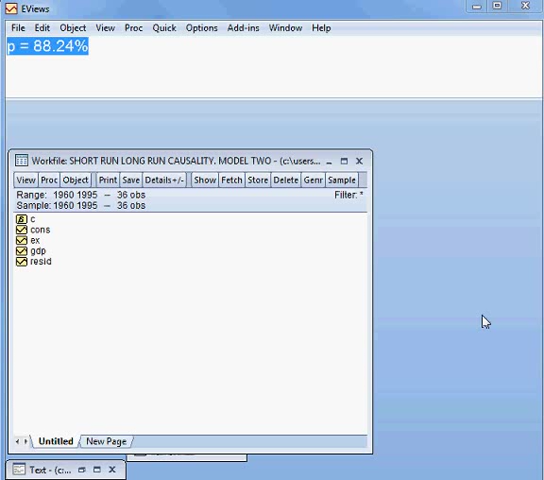 EViews
File Edit Object View Proc Quick Options Add-ins Window Help
p = 88.24%
Workfile: SHORT RUN LONG RUN CAUSALITY. MODEL TWO - (c:\users...
View Proc Object Print Save Details+/- Show Fetch Store Delete Genr Sample
Range: 1960 1995 -- 36 obs Filter: *
Sample: 1960 1995 -- 36 obs
c
cons
ex
gdp
resid
Untitled New Page
Text - (c:...